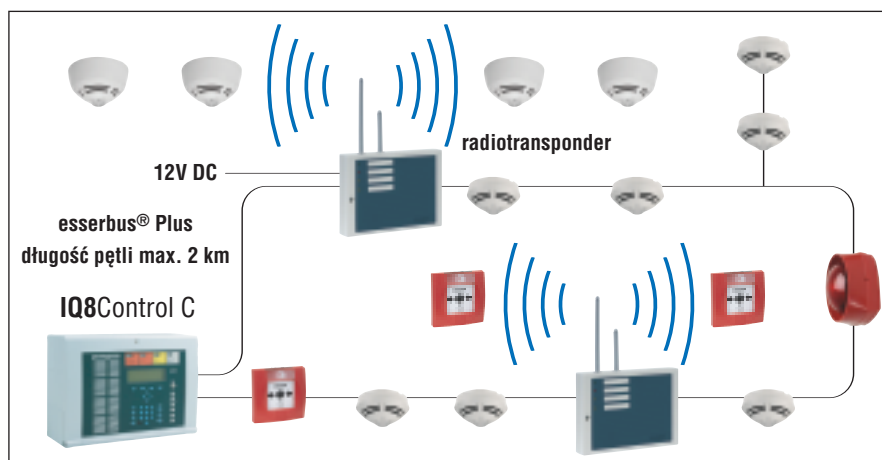 radiotransponder
12V DC
esserbus® Plus
długość pętli max. 2 km
IQ8Control C